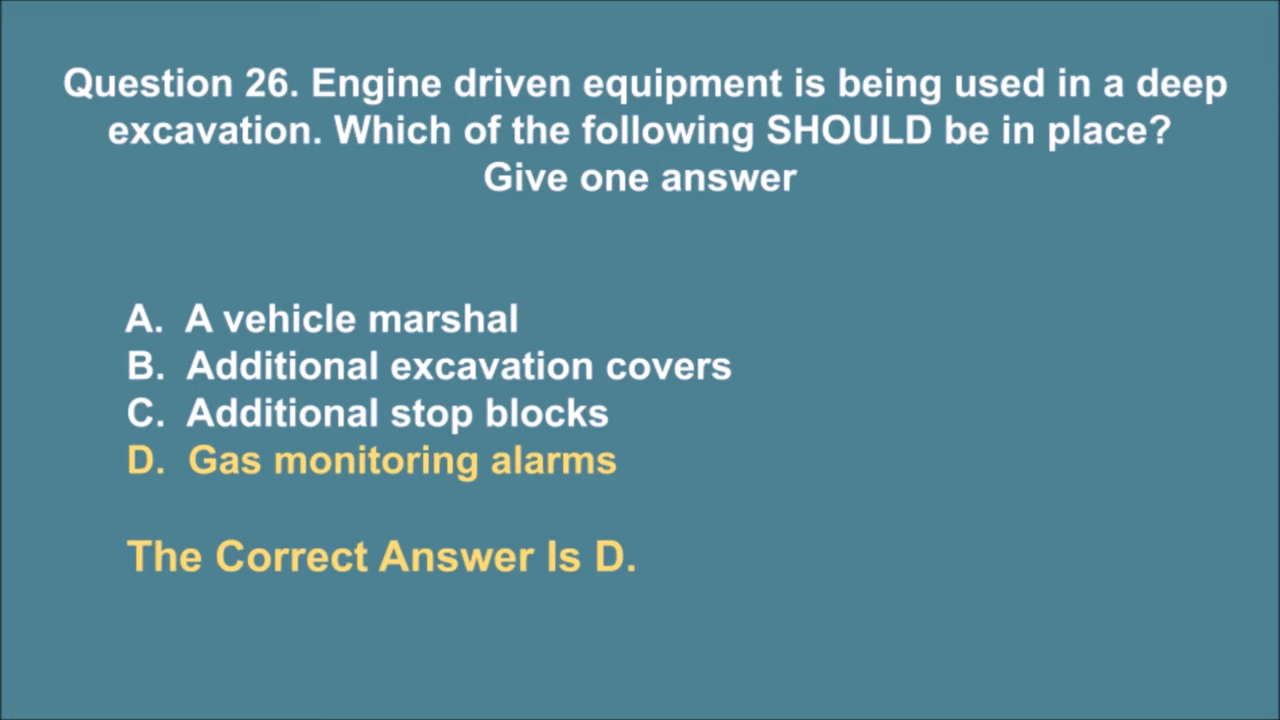 Question 26. Engine driven equipment is being used in a deep
excavation. Which of the following SHOULD be in place?
Give one answer
A. A vehicle marshal
B. Additional excavation covers
C. Additional stop blocks
D. Gas monitoring alarms
The Correct Answer Is D.